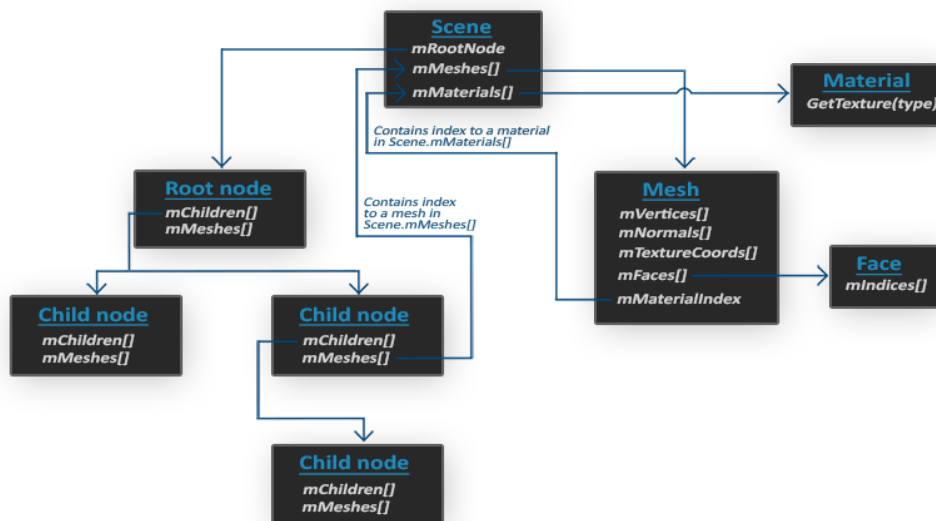 Scene
mRootNode
mMeshes[]
mMaterials[]
Material
GetTexture(type)
Contains index to a material
in Scene.mMaterials[]
Root node
mChildren[]
mMeshes[]
Contains index
to a mesh in
Scene.mMeshes[]
Mesh
mVertices[]
mNormals[]
mTextureCoords[]
mFaces[]
mMaterialIndex
Face
mIndices[]
Child node
mChildren[]
mMeshes[]
Child node
mChildren[]
mMeshes[]
Child node
mChildren[]
mMeshes[]